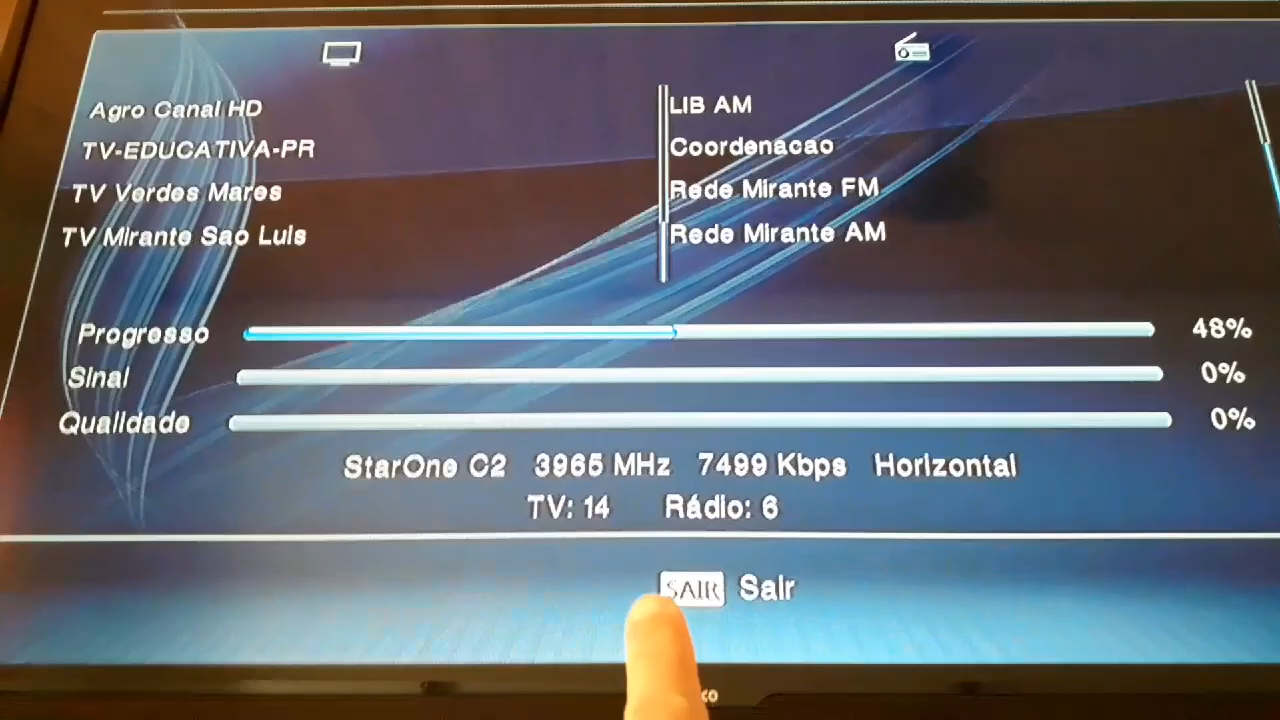 Agro Canal HD
TV-EDUCATIVA-PR
TV Verdes Mares
TV Mirante Sao Luis
LIB AM
Coordenacao
Rede Mirante FM
Rede Mirante AM
Progresso 48%
Sinal 0%
Qualidade 0%
StarOne C2 3965 MHz 7499 Kbps Horizontal
TV: 14 Rádio: 6
SAIR Sair